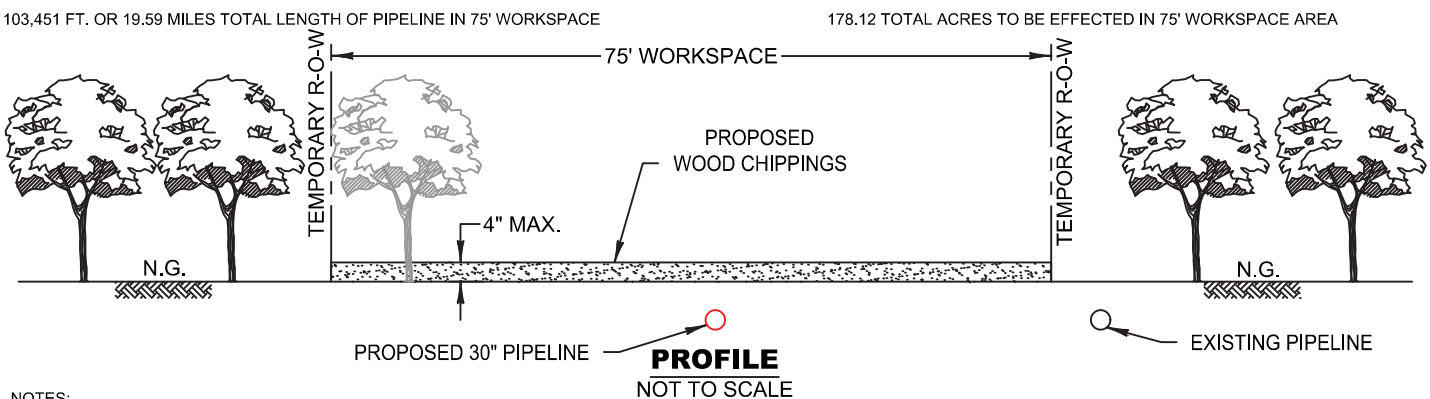 103,451 FT. OR 19.59 MILES TOTAL LENGTH OF PIPELINE IN 75' WORKSPACE
178.12 TOTAL ACRES TO BE EFFECTED IN 75' WORKSPACE AREA
TEMPORARY R-O-W
75' WORKSPACE
TEMPORARY R-O-W
PROPOSED
WOOD CHIPPINGS
4" MAX.
N.G.
N.G.
PROPOSED 30" PIPELINE
EXISTING PIPELINE
PROFILE
NOT TO SCALE
NOTES: